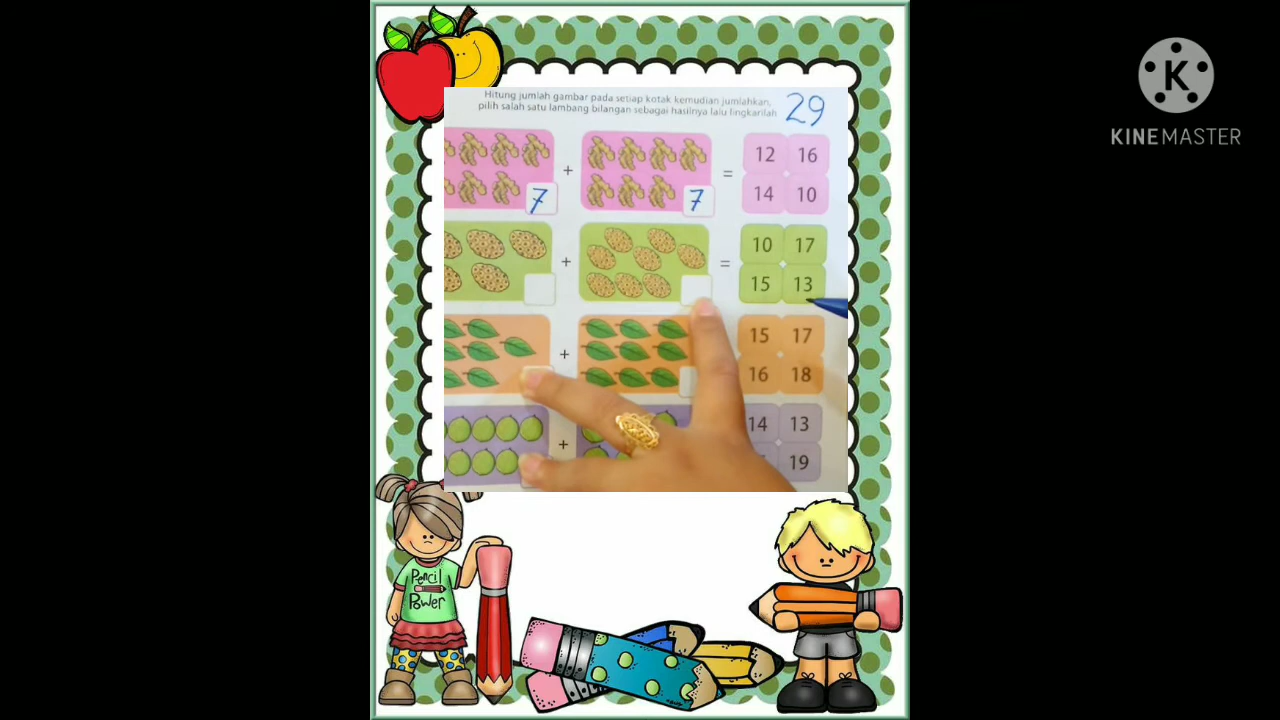 KINEMASTER
Hitung jumlah gambar pada setiap kotak kemudian jumlahkan,
pilih salah satu lambang bilangan sebagai hasilnya lalu lingkarilah
29
+ = 12 16
7 7 14 10
+ = 10 17
15 13
+ 15 17
16 18
+ 14 13
19
Pencil
Power